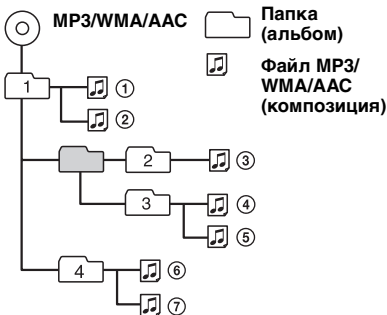 MP3/WMA/AAC
Папка
(альбом)
Файл MP3/
WMA/AAC
(композиция)
1
①
②
2
③
3
④
⑤
4
⑥
⑦